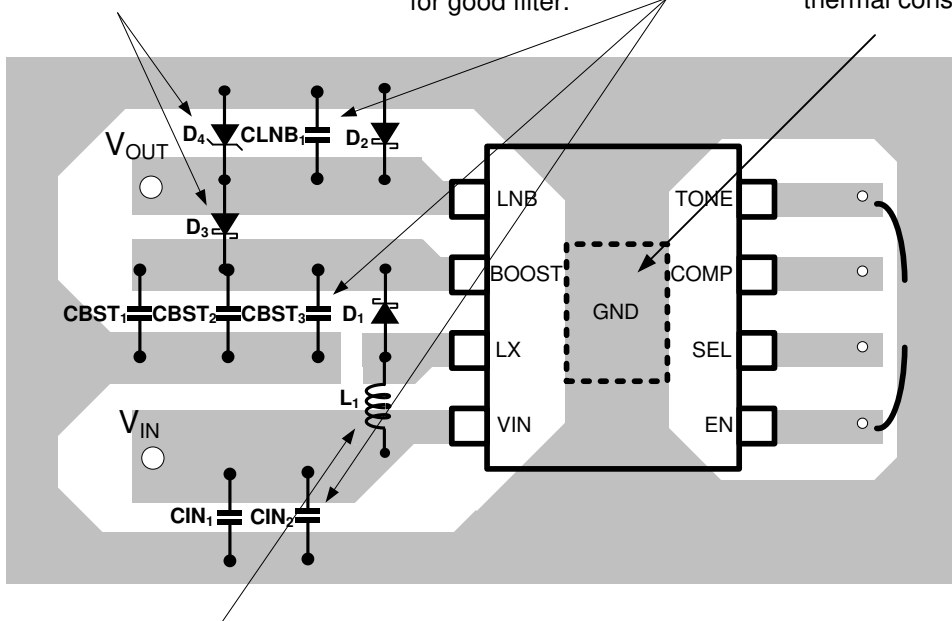 for good filter.
thermal cons
D4 CLNB1 D2
VOUT
LNB
TONE
D3
BOOST
COMP
CBST1 CBST2 CBST3 D1
GND
LX
SEL
L1
VIN
VIN
EN
CIN1 CIN2